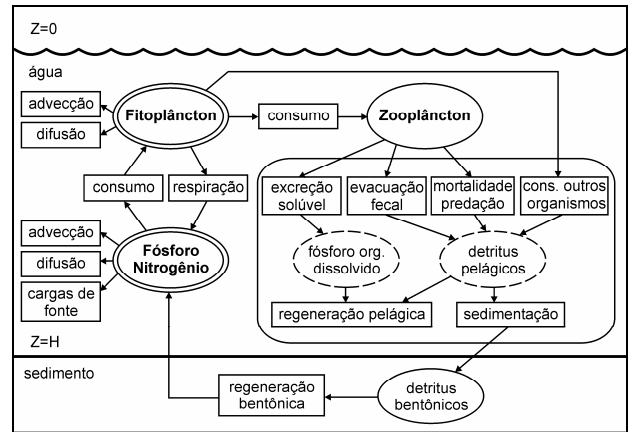 Z=0
água
advecção
difusão
Fitoplâncton
consumo
Zooplâncton
consumo
respiração
excreção
solúvel
evacuação
fecal
mortalidade
predação
cons. outros
organismos
advecção
difusão
cargas de
fonte
Fósforo
Nitrogênio
fósforo org.
dissolvido
detritus
pelágicos
regeneração pelágica
sedimentação
Z=H
sedimento
regeneração
bentônica
detritus
bentônicos